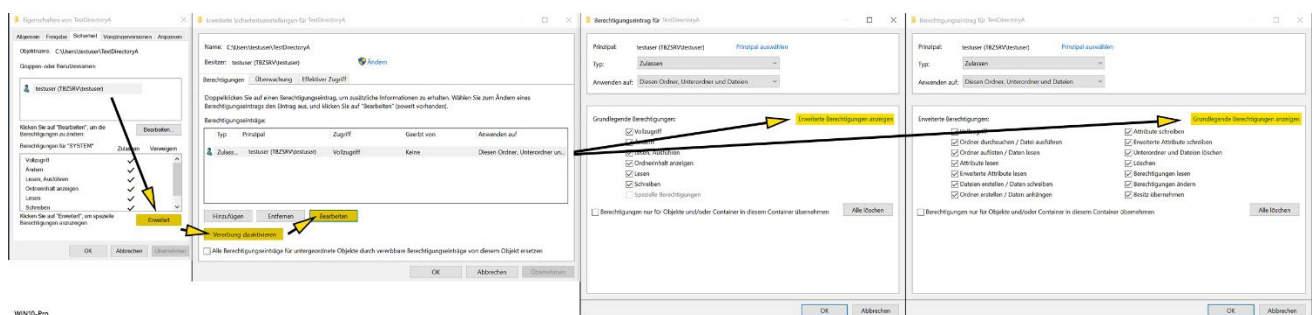 Eigenschaften von TestDirectoryA
Allgemein Freigabe Sicherheit Vorgängerversionen Anpassen
Objektname: C:\Users\testuser\TestDirectoryA
Gruppen- oder Benutzernamen:
testuser (TBZSRV\testuser)
Klicken Sie auf "Bearbeiten", um die
Berechtigungen zu ändern.
Bearbeiten...
Berechtigungen für "SYSTEM" Zulassen Verweigern
Vollzugriff
Ändern
Lesen, Ausführen
Ordnerinhalt anzeigen
Lesen
Schreiben
Klicken Sie auf "Erweitert", um spezielle
Berechtigungen anzuzeigen.
Erweitert
OK Abbrechen Übernehmen
WIN10-Pro
Erweiterte Sicherheitseinstellungen für TestDirectoryA
Name: C:\Users\testuser\TestDirectoryA
Besitzer: testuser (TBZSRV\testuser) Ändern
Berechtigungen Überwachung Effektiver Zugriff
Doppelklicken Sie auf einen Berechtigungseintrag, um zusätzliche Informationen zu erhalten. Wählen Sie zum Ändern eines
Berechtigungseintrags den Eintrag aus, und klicken Sie auf "Bearbeiten" (soweit vorhanden).
Berechtigungseinträge:
Typ Prinzipal Zugriff Geerbt von Anwenden auf
Zulass... testuser (TBZSRV\testuser) Vollzugriff Keine Diesen Ordner, Unterordner un...
Hinzufügen Entfernen Bearbeiten
Vererbung deaktivieren
Alle Berechtigungseinträge für untergeordnete Objekte durch vererbbare Berechtigungseinträge von diesem Objekt ersetzen
OK Abbrechen Übernehmen
Berechtigungseintrag für TestDirectoryA
Prinzipal: testuser (TBZSRV\testuser) Prinzipal auswählen
Typ: Zulassen
Anwenden auf: Diesen Ordner, Unterordner und Dateien
Grundlegende Berechtigungen: Erweiterte Berechtigungen anzeigen
Vollzugriff
Ändern
Lesen, Ausführen
Ordnerinhalt anzeigen
Lesen
Schreiben
Spezielle Berechtigungen
Berechtigungen nur für Objekte und/oder Container in diesem Container übernehmen Alle löschen
OK Abbrechen
Berechtigungseintrag für TestDirectoryA
Prinzipal: testuser (TBZSRV\testuser) Prinzipal auswählen
Typ: Zulassen
Anwenden auf: Diesen Ordner, Unterordner und Dateien
Erweiterte Berechtigungen: Grundlegende Berechtigungen anzeigen
Vollzugriff Attribute schreiben
Ordner durchsuchen / Datei ausführen Erweiterte Attribute schreiben
Ordner auflisten / Daten lesen Unterordner und Dateien löschen
Attribute lesen Löschen
Erweiterte Attribute lesen Berechtigungen lesen
Dateien erstellen / Daten schreiben Berechtigungen ändern
Ordner erstellen / Daten anhängen Besitz übernehmen
Berechtigungen nur für Objekte und/oder Container in diesem Container übernehmen Alle löschen
OK Abbrechen